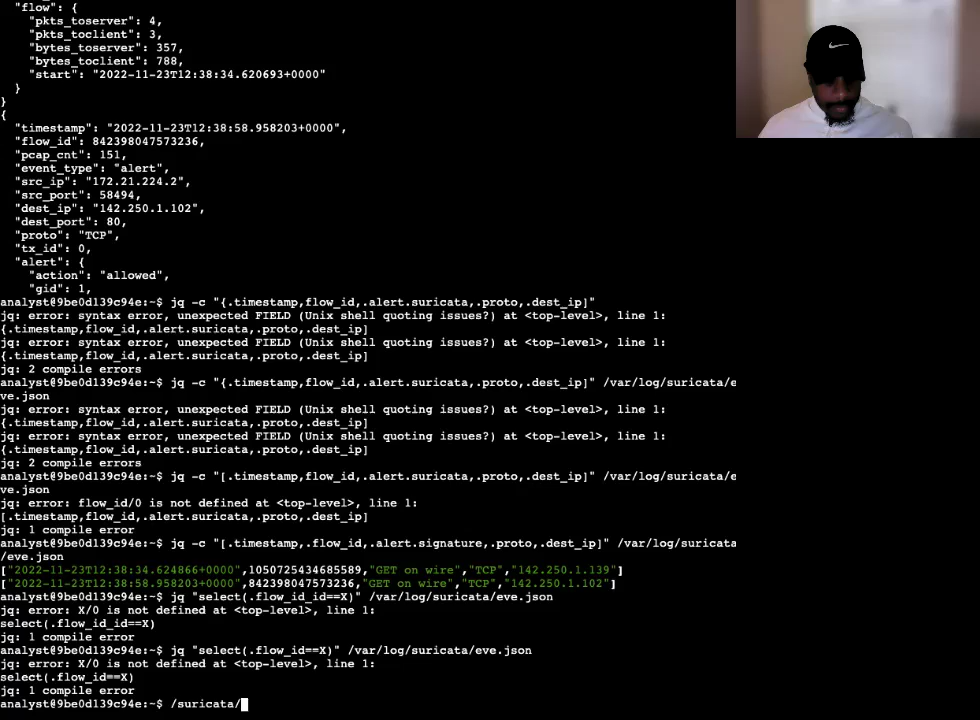 "flow": {
"pkts_toserver": 4,
"pkts_toclient": 3,
"bytes_toserver": 357,
"bytes_toclient": 788,
"start": "2022-11-23T12:38:34.620693+0000"
}
}
{
"timestamp": "2022-11-23T12:38:58.958203+0000",
"flow_id": 842398047573236,
"pcap_cnt": 151,
"event_type": "alert",
"src_ip": "172.21.224.2",
"src_port": 58494,
"dest_ip": "142.250.1.102",
"dest_port": 80,
"proto": "TCP",
"tx_id": 0,
"alert": {
"action": "allowed",
"gid": 1,
analyst@9be0d139c94e:~$ jq -c "{.timestamp,flow_id,.alert.suricata,.proto,.dest_ip]"
jq: error: syntax error, unexpected FIELD (Unix shell quoting issues?) at <top-level>, line 1:
{.timestamp,flow_id,.alert.suricata,.proto,.dest_ip]
jq: error: syntax error, unexpected FIELD (Unix shell quoting issues?) at <top-level>, line 1:
{.timestamp,flow_id,.alert.suricata,.proto,.dest_ip]
jq: 2 compile errors
analyst@9be0d139c94e:~$ jq -c "{.timestamp,flow_id,.alert.suricata,.proto,.dest_ip]" /var/log/suricata/e
ve.json
jq: error: syntax error, unexpected FIELD (Unix shell quoting issues?) at <top-level>, line 1:
{.timestamp,flow_id,.alert.suricata,.proto,.dest_ip]
jq: error: syntax error, unexpected FIELD (Unix shell quoting issues?) at <top-level>, line 1:
{.timestamp,flow_id,.alert.suricata,.proto,.dest_ip]
jq: 2 compile errors
analyst@9be0d139c94e:~$ jq -c "[.timestamp,flow_id,.alert.suricata,.proto,.dest_ip]" /var/log/suricata/e
ve.json
jq: error: flow_id/0 is not defined at <top-level>, line 1:
[.timestamp,flow_id,.alert.suricata,.proto,.dest_ip]
jq: 1 compile error
analyst@9be0d139c94e:~$ jq -c "[.timestamp,.flow_id,.alert.signature,.proto,.dest_ip]" /var/log/suricata
/eve.json
["2022-11-23T12:38:34.624866+0000",1050725434685589,"GET on wire","TCP","142.250.1.139"]
["2022-11-23T12:38:58.958203+0000",842398047573236,"GET on wire","TCP","142.250.1.102"]
analyst@9be0d139c94e:~$ jq "select(.flow_id_id==X)" /var/log/suricata/eve.json
jq: error: X/0 is not defined at <top-level>, line 1:
select(.flow_id_id==X)
jq: 1 compile error
analyst@9be0d139c94e:~$ jq "select(.flow_id==X)" /var/log/suricata/eve.json
jq: error: X/0 is not defined at <top-level>, line 1:
select(.flow_id==X)
jq: 1 compile error
analyst@9be0d139c94e:~$ /suricata/